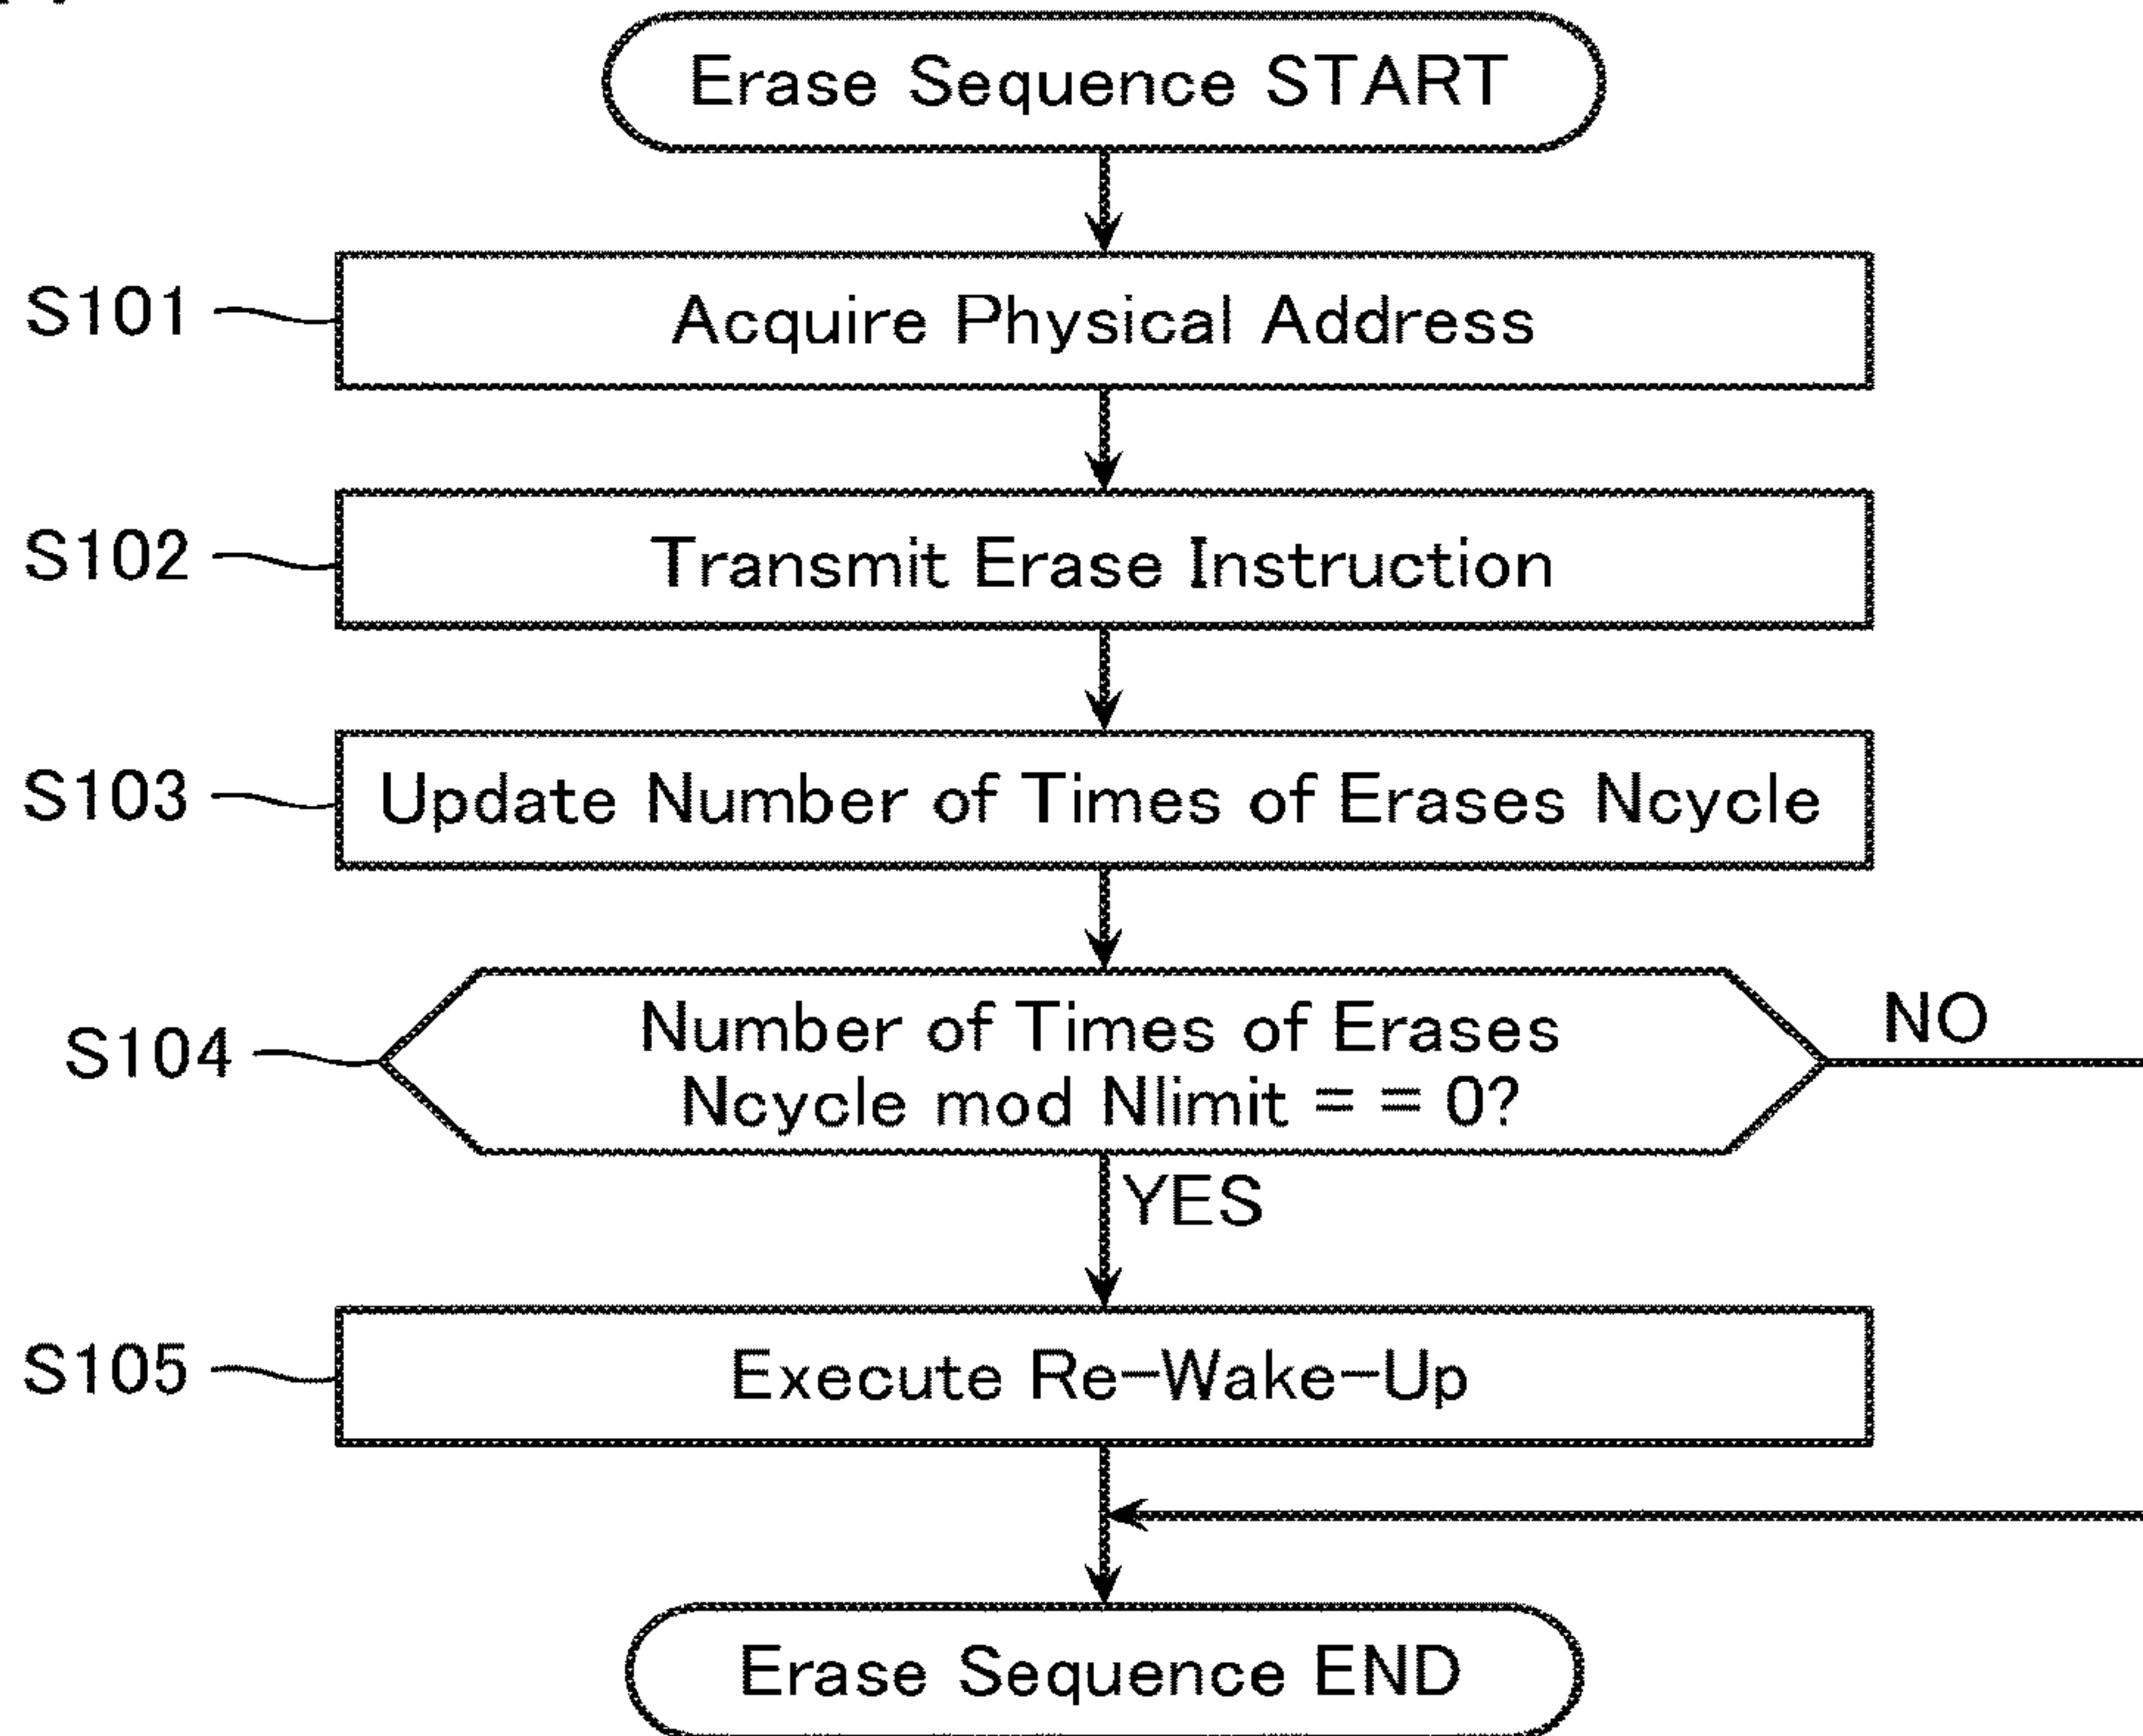 Erase Sequence START
S101
Acquire Physical Address
S102
Transmit Erase Instruction
S103
Update Number of Times of Erases Ncycle
S104
Number of Times of Erases
Ncycle mod Nlimit = = 0?
NO
YES
S105
Execute Re-Wake-Up
Erase Sequence END